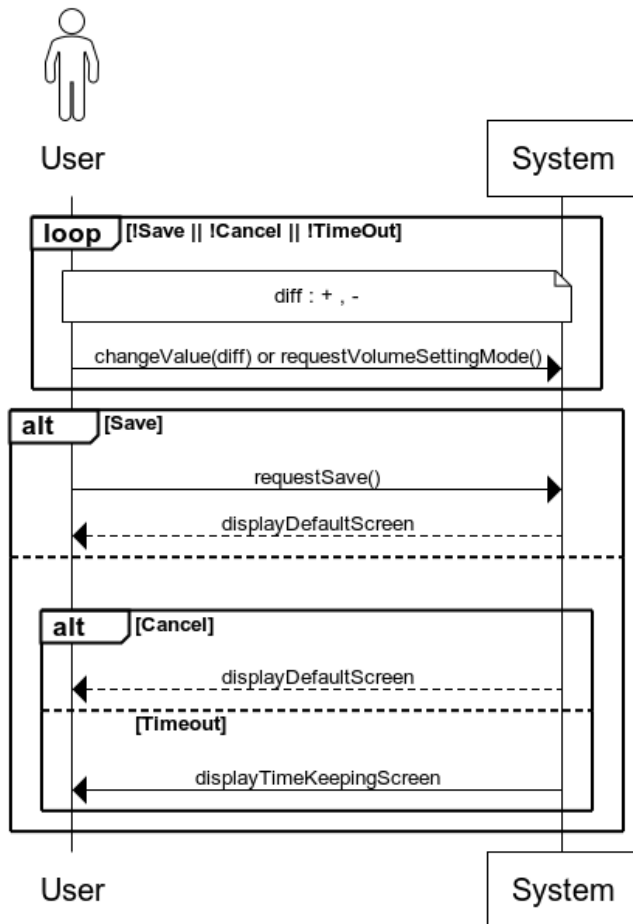 User
System
loop [!Save || !Cancel || !TimeOut]
diff : + , -
changeValue(diff) or requestVolumeSettingMode()
alt [Save]
requestSave()
displayDefaultScreen
alt [Cancel]
displayDefaultScreen
[Timeout]
displayTimeKeepingScreen
User
System